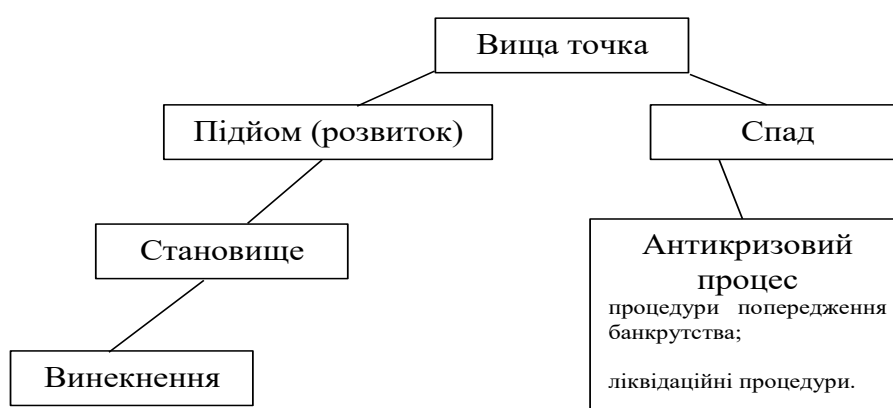 Вища точка
Підйом (розвиток)
Спад
Становище
Антикризовий
процес
процедури попередження
банкрутства;
ліквідаційні процедури.
Винекнення